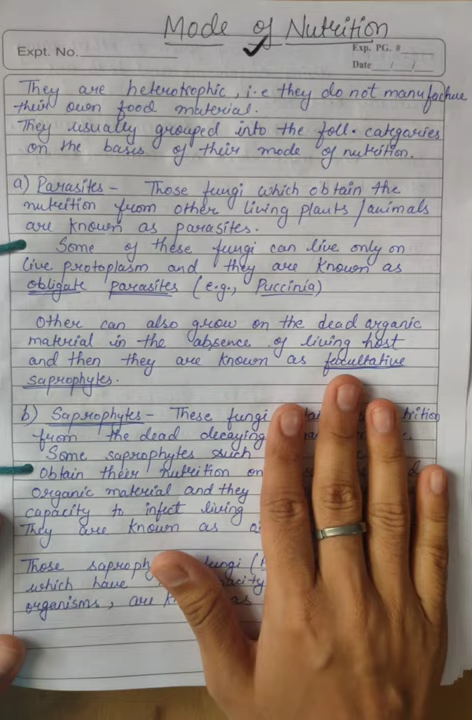 Mode of Nutrition
Expt. No.
Exp. PG. #
Date / /
They are heterotrophic, i.e they do not manufacture
their own food material.
They usually grouped into the foll. categories
on the basis of their mode of nutrition.
a) Parasites - Those fungi which obtain the
nutrition from other living plants / animals
are known as parasites.
Some of these fungi can live only on
live protoplasm and they are known as
obligate parasites (e.g., Puccinia)
Other can also grow on the dead organic
material in the absence of living host
and then they are known as facultative
saprophytes.
b) Saprophytes - These fungi
from the dead decaying
Some saprophytes such
Obtain their nutrition on
organic material and they
capacity to infect living
They are known as
Those fungi
which have
organisms, are as